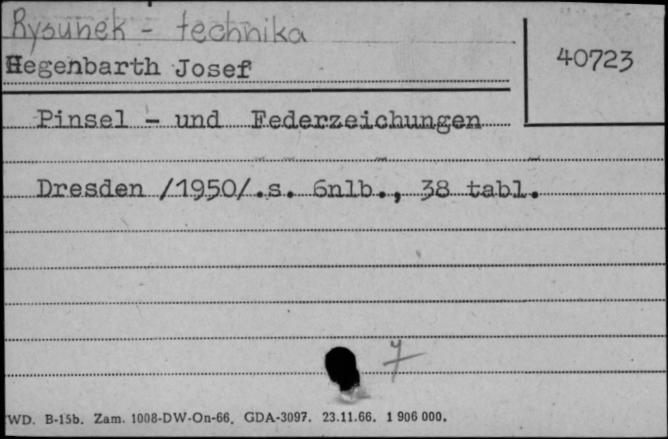 Rysunek - technika
Hegenbarth Josef
40723
Pinsel - und Federzeichungen
Dresden /1950/.s. 6nlb., 38 tabl.
7
WD. B-15b. Zam. 1008-DW-On-66. GDA-3097. 23.11.66. 1 906 000.